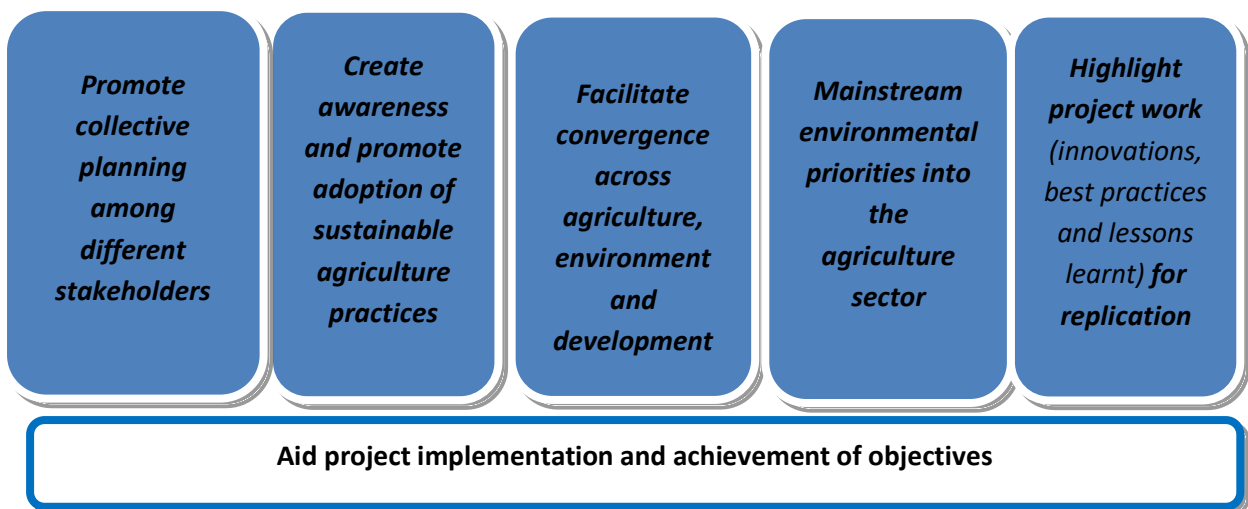 Promote
collective
planning
among
different
stakeholders
Create
awareness
and promote
adoption of
sustainable
agriculture
practices
Facilitate
convergence
across
agriculture,
environment
and
development
Mainstream
environmental
priorities into
the
agriculture
sector
Highlight
project work
(innovations,
best practices
and lessons
learnt) for
replication
Aid project implementation and achievement of objectives